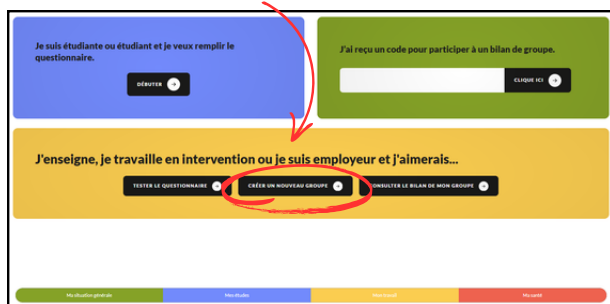 Je suis étudiante ou étudiant et je veux remplir le
questionnaire.
DÉBUTER
J'ai reçu un code pour participer à un bilan de groupe.
CLIQUE ICI
J'enseigne, je travaille en intervention ou je suis employeur et j'aimerais...
TESTER LE QUESTIONNAIRE
CRÉER UN NOUVEAU GROUPE
CONSULTER LE BILAN DE MON GROUPE
Ma situation générale
Mes études
Mon travail
Ma santé